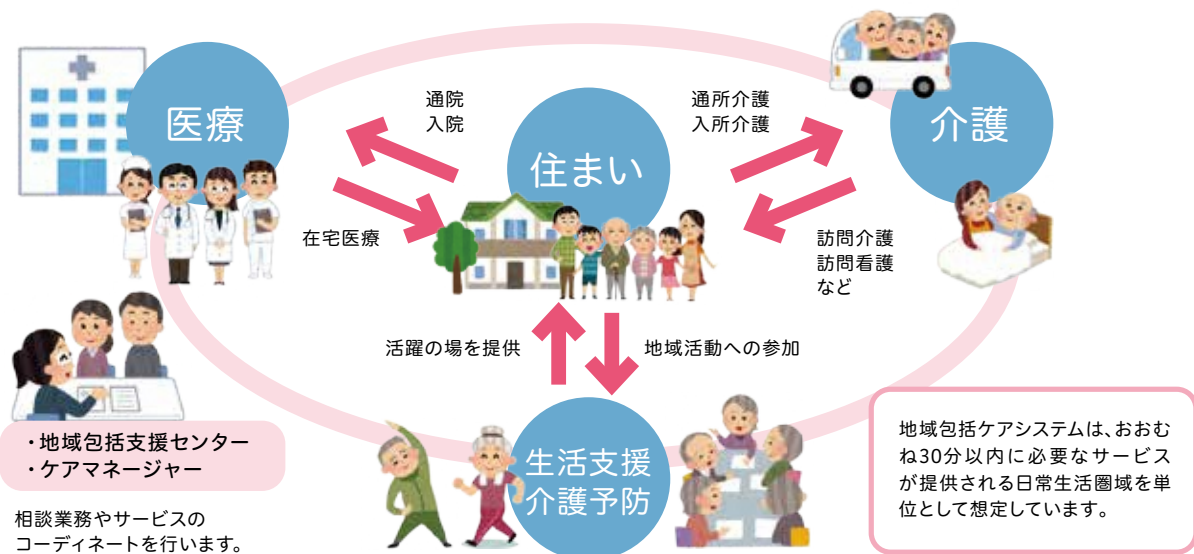 医療
通院
入院
住まい
通所介護
入所介護
介護
在宅医療
訪問介護
訪問看護
など
活躍の場を提供
地域活動への参加
・地域包括支援センター
・ケアマネージャー
相談業務やサービスの
コーディネートを行います。
生活支援
介護予防
地域包括ケアシステムは、おおむ
ね30分以内に必要なサービス
が提供される日常生活圏域を単
位として想定しています。